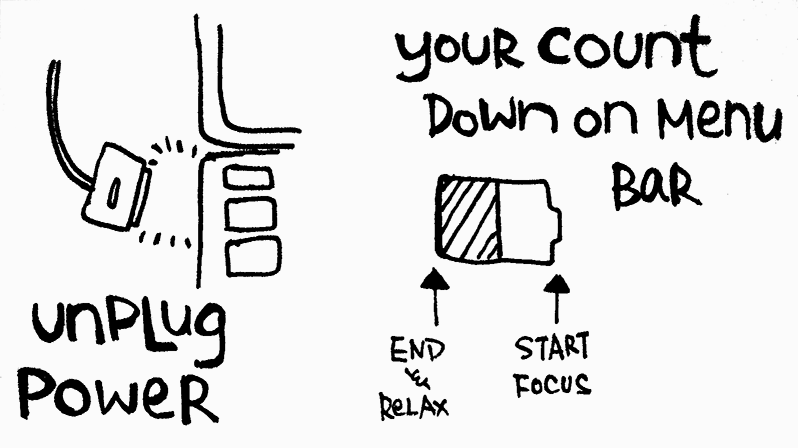 UNPLUG
POWER
YOUR COUNT
DOWN ON MENU
BAR
END
&
RELAX
START
FOCUS